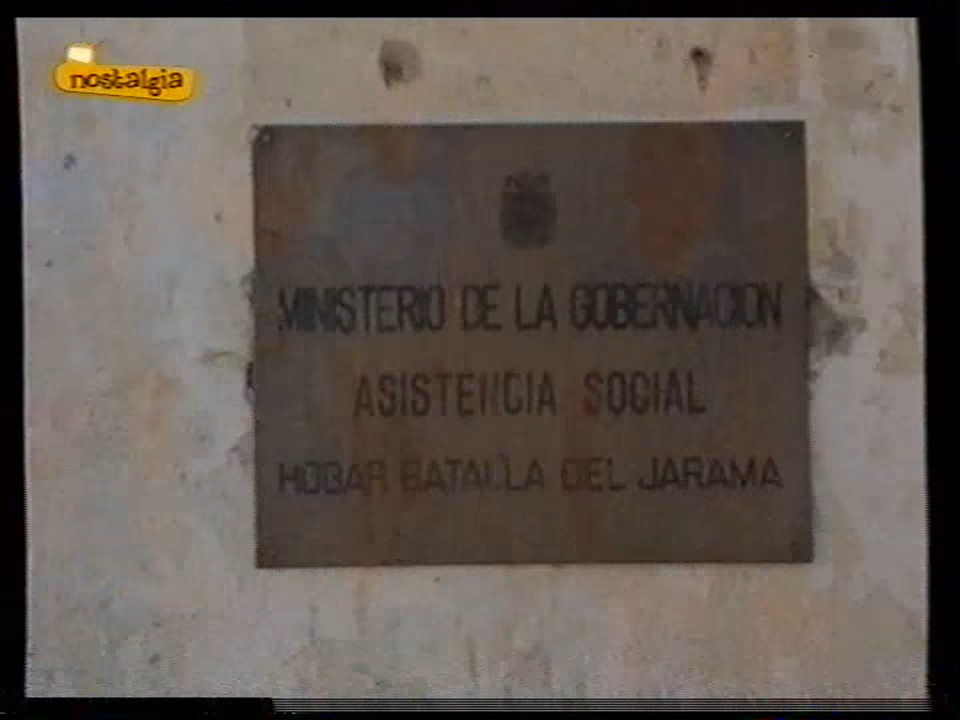 nostalgia
MINISTERIO DE LA GOBERNACION
ASISTENCIA SOCIAL
HOGAR BATALLA DEL JARAMA